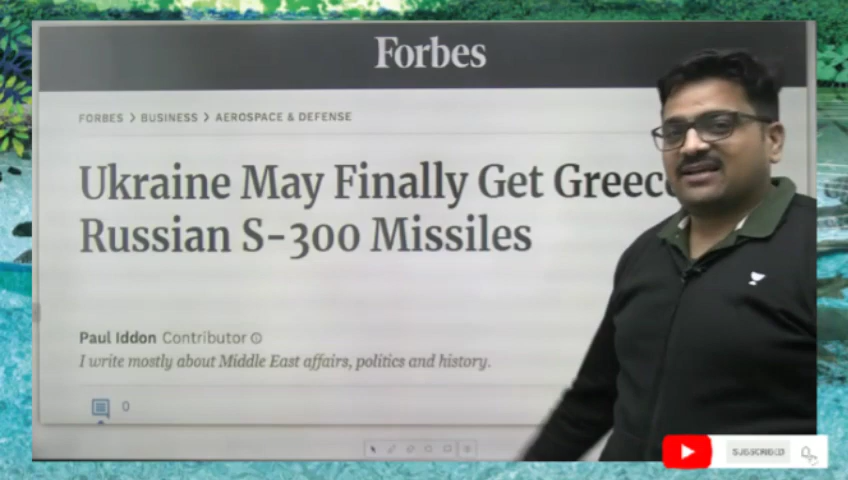 Forbes
FORBES > BUSINESS > AEROSPACE & DEFENSE
Ukraine May Finally Get Greec
Russian S-300 Missiles
Paul Iddon Contributor
I write mostly about Middle East affairs, politics and history.
0
SUBSCRIBED